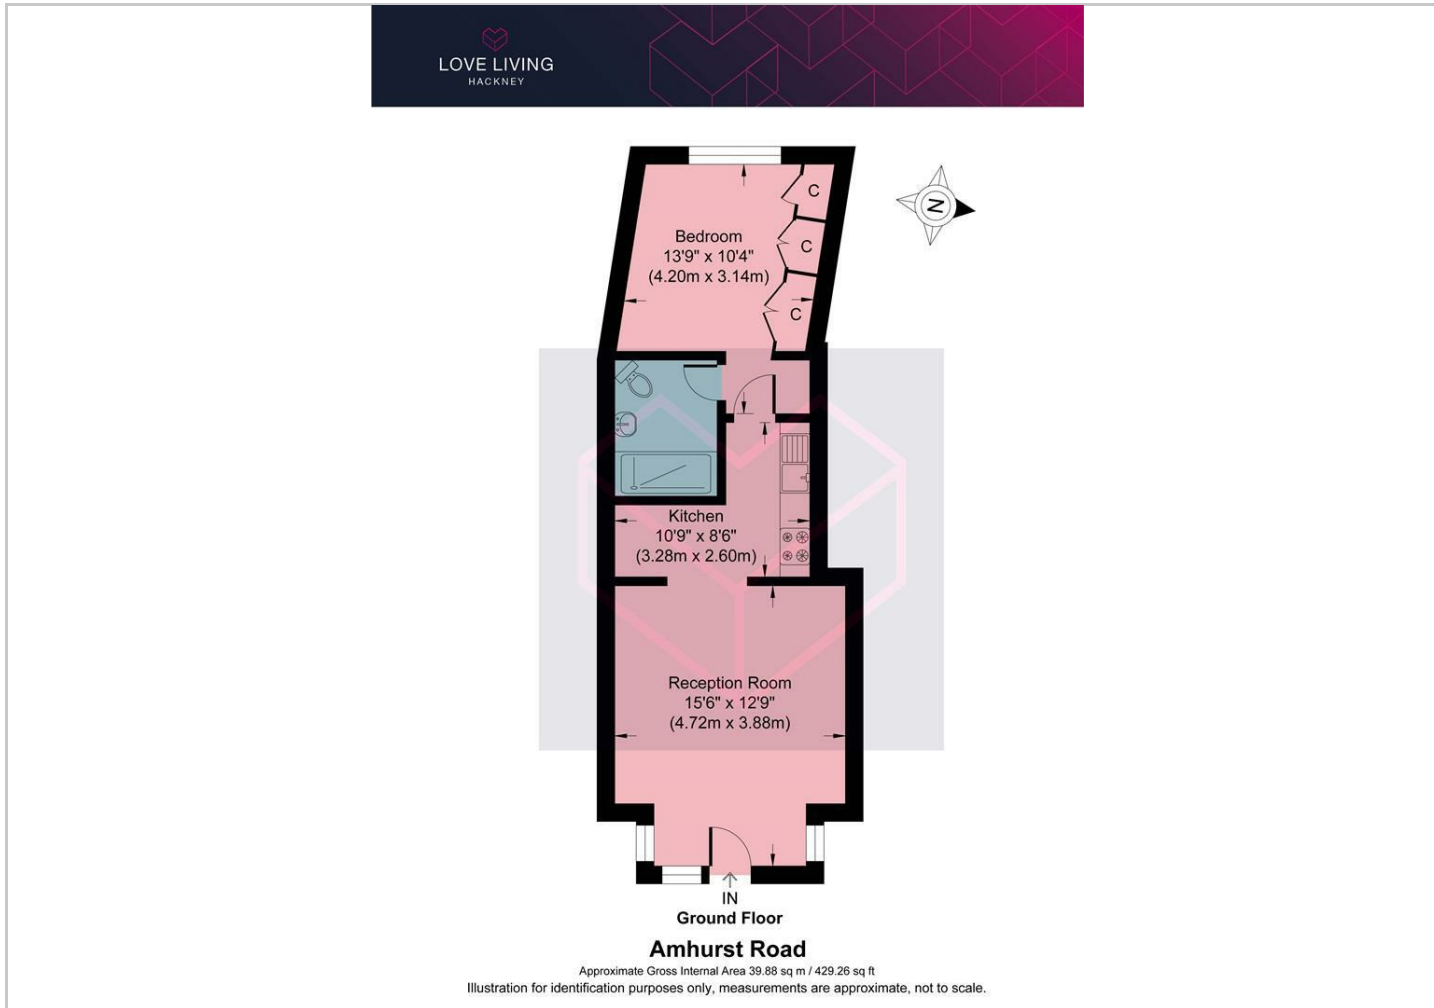 LOVE LIVING
HACKNEY
C
N
Bedroom
13'9" x 10'4"
(4.20m x 3.14m)
C
C
Kitchen
10'9" x 8'6"
(3.28m x 2.60m)
Reception Room
15'6" x 12'9"
(4.72m x 3.88m)
IN
Ground Floor
Amhurst Road
Approximate Gross Internal Area 39.88 sq m / 429.26 sq ft
Illustration for identification purposes only, measurements are approximate, not to scale.